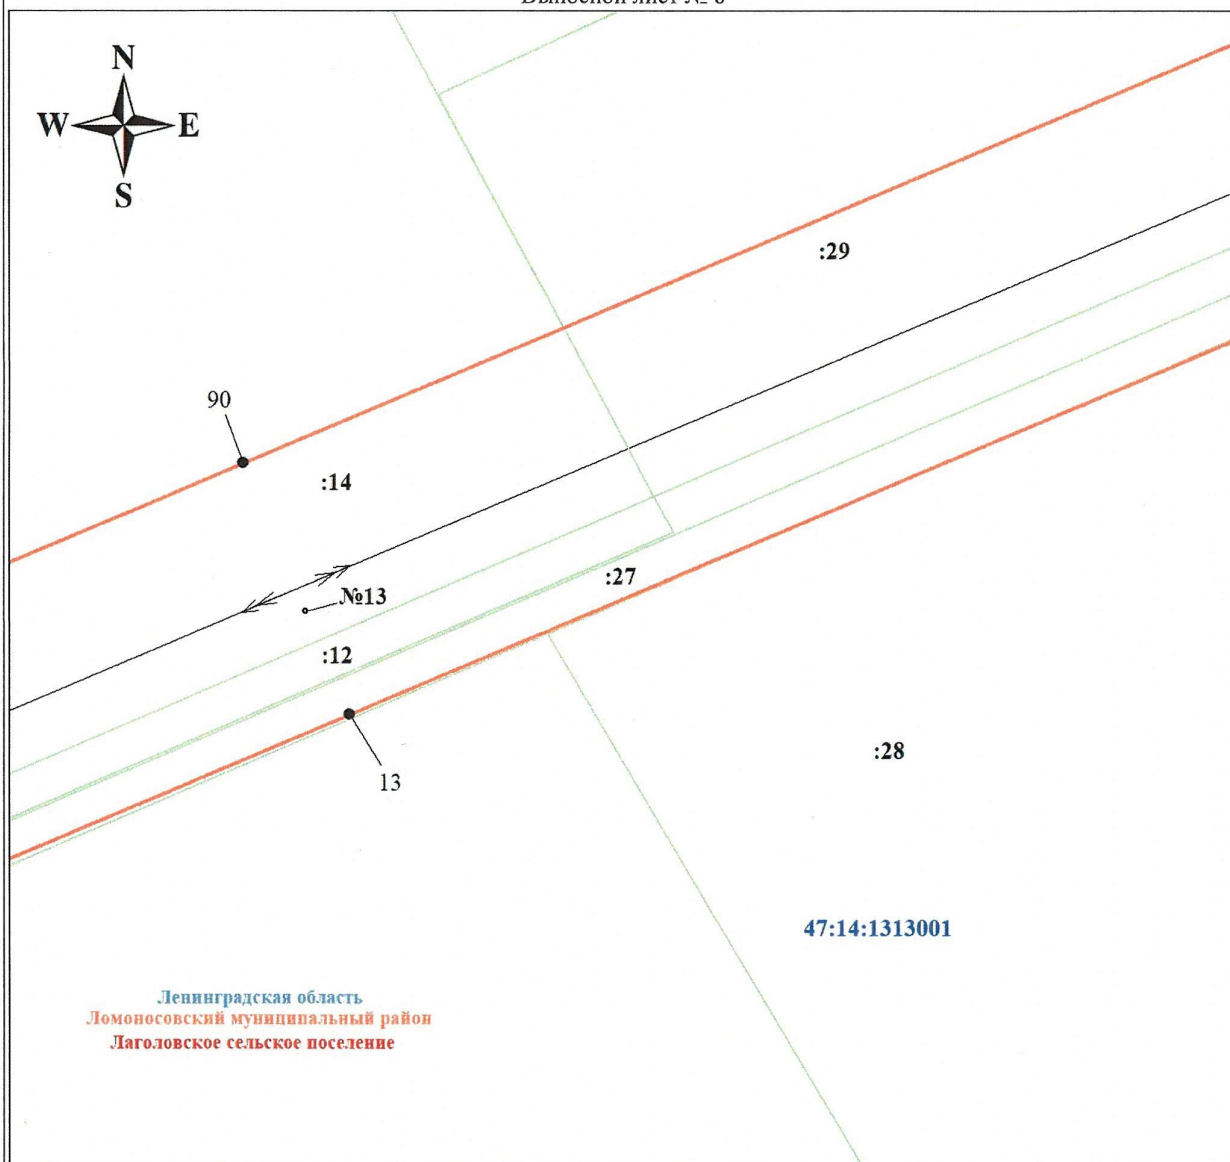 N
W E
S
:29
90
:14
:27
№13
:12
:28
13
47:14:1313001
Ленинградская область
Ломоносовский муниципальный район
Лаголовское сельское поселение